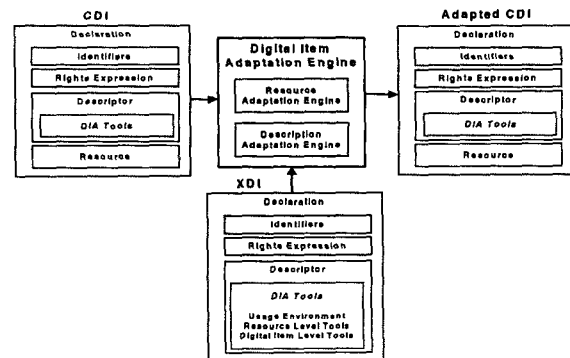 CDI
Declaration
Identifiers
Rights Expression
Descriptor
DIA Tools
Resource
Digital Item
Adaptation Engine
Resource
Adaptation Engine
Description
Adaptation Engine
Adapted CDI
Declaration
Identifiers
Rights Expression
Descriptor
DIA Tools
Resource
XDI
Declaration
Identifiers
Rights Expression
Descriptor
DIA Tools
Usage Environment
Resource Level Tools
Digital Item Level Tools